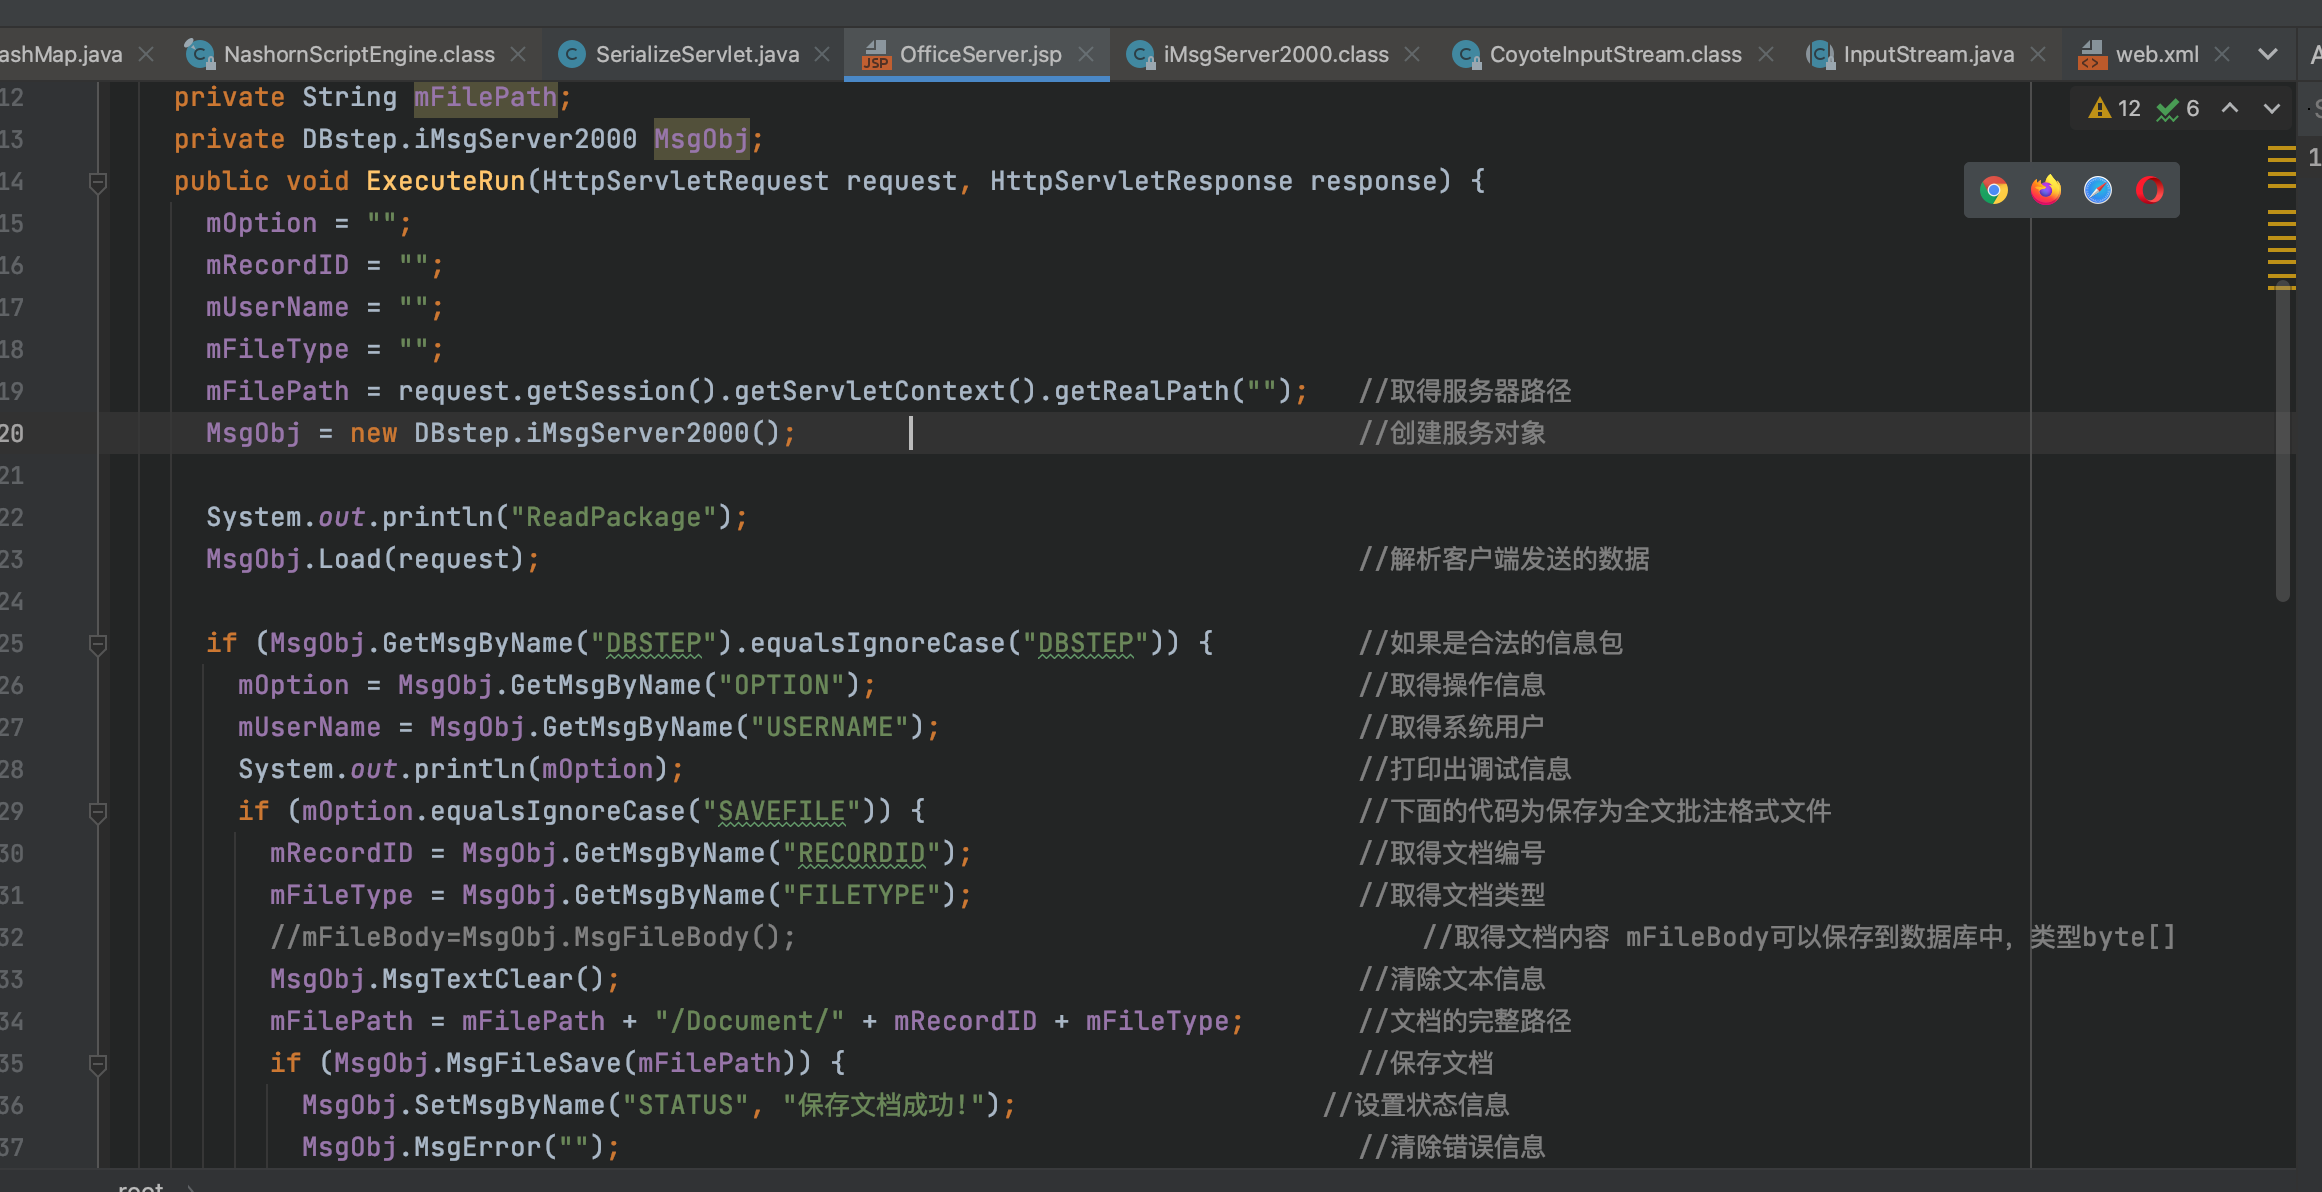 ashMap.java NashornScriptEngine.class SerializeServlet.java OfficeServer.jsp iMsgServer2000.class CoyoteInputStream.class InputStream.java web.xml
12 private String mFilePath; 12 6
13 private DBstep.iMsgServer2000 MsgObj;
14 public void ExecuteRun(HttpServletRequest request, HttpServletResponse response) {
15 mOption = "";
16 mRecordID = "";
17 mUserName = "";
18 mFileType = "";
19 mFilePath = request.getSession().getServletContext().getRealPath(""); //取得服务器路径
20 MsgObj = new DBstep.iMsgServer2000(); //创建服务对象
21
22 System.out.println("ReadPackage");
23 MsgObj.Load(request); //解析客户端发送的数据
24
25 if (MsgObj.GetMsgByName("DBSTEP").equalsIgnoreCase("DBSTEP")) { //如果是合法的信息包
26 mOption = MsgObj.GetMsgByName("OPTION"); //取得操作信息
27 mUserName = MsgObj.GetMsgByName("USERNAME"); //取得系统用户
28 System.out.println(mOption); //打印出调试信息
29 if (mOption.equalsIgnoreCase("SAVEFILE")) { //下面的代码为保存为全文批注格式文件
30 mRecordID = MsgObj.GetMsgByName("RECORDID"); //取得文档编号
31 mFileType = MsgObj.GetMsgByName("FILETYPE"); //取得文档类型
32 //mFileBody=MsgObj.MsgFileBody(); //取得文档内容 mFileBody可以保存到数据库中，类型byte[]
33 MsgObj.MsgTextClear(); //清除文本信息
34 mFilePath = mFilePath + "/Document/" + mRecordID + mFileType; //文档的完整路径
35 if (MsgObj.MsgFileSave(mFilePath)) { //保存文档
36 MsgObj.SetMsgByName("STATUS", "保存文档成功!"); //设置状态信息
37 MsgObj.MsgError(""); //清除错误信息
root